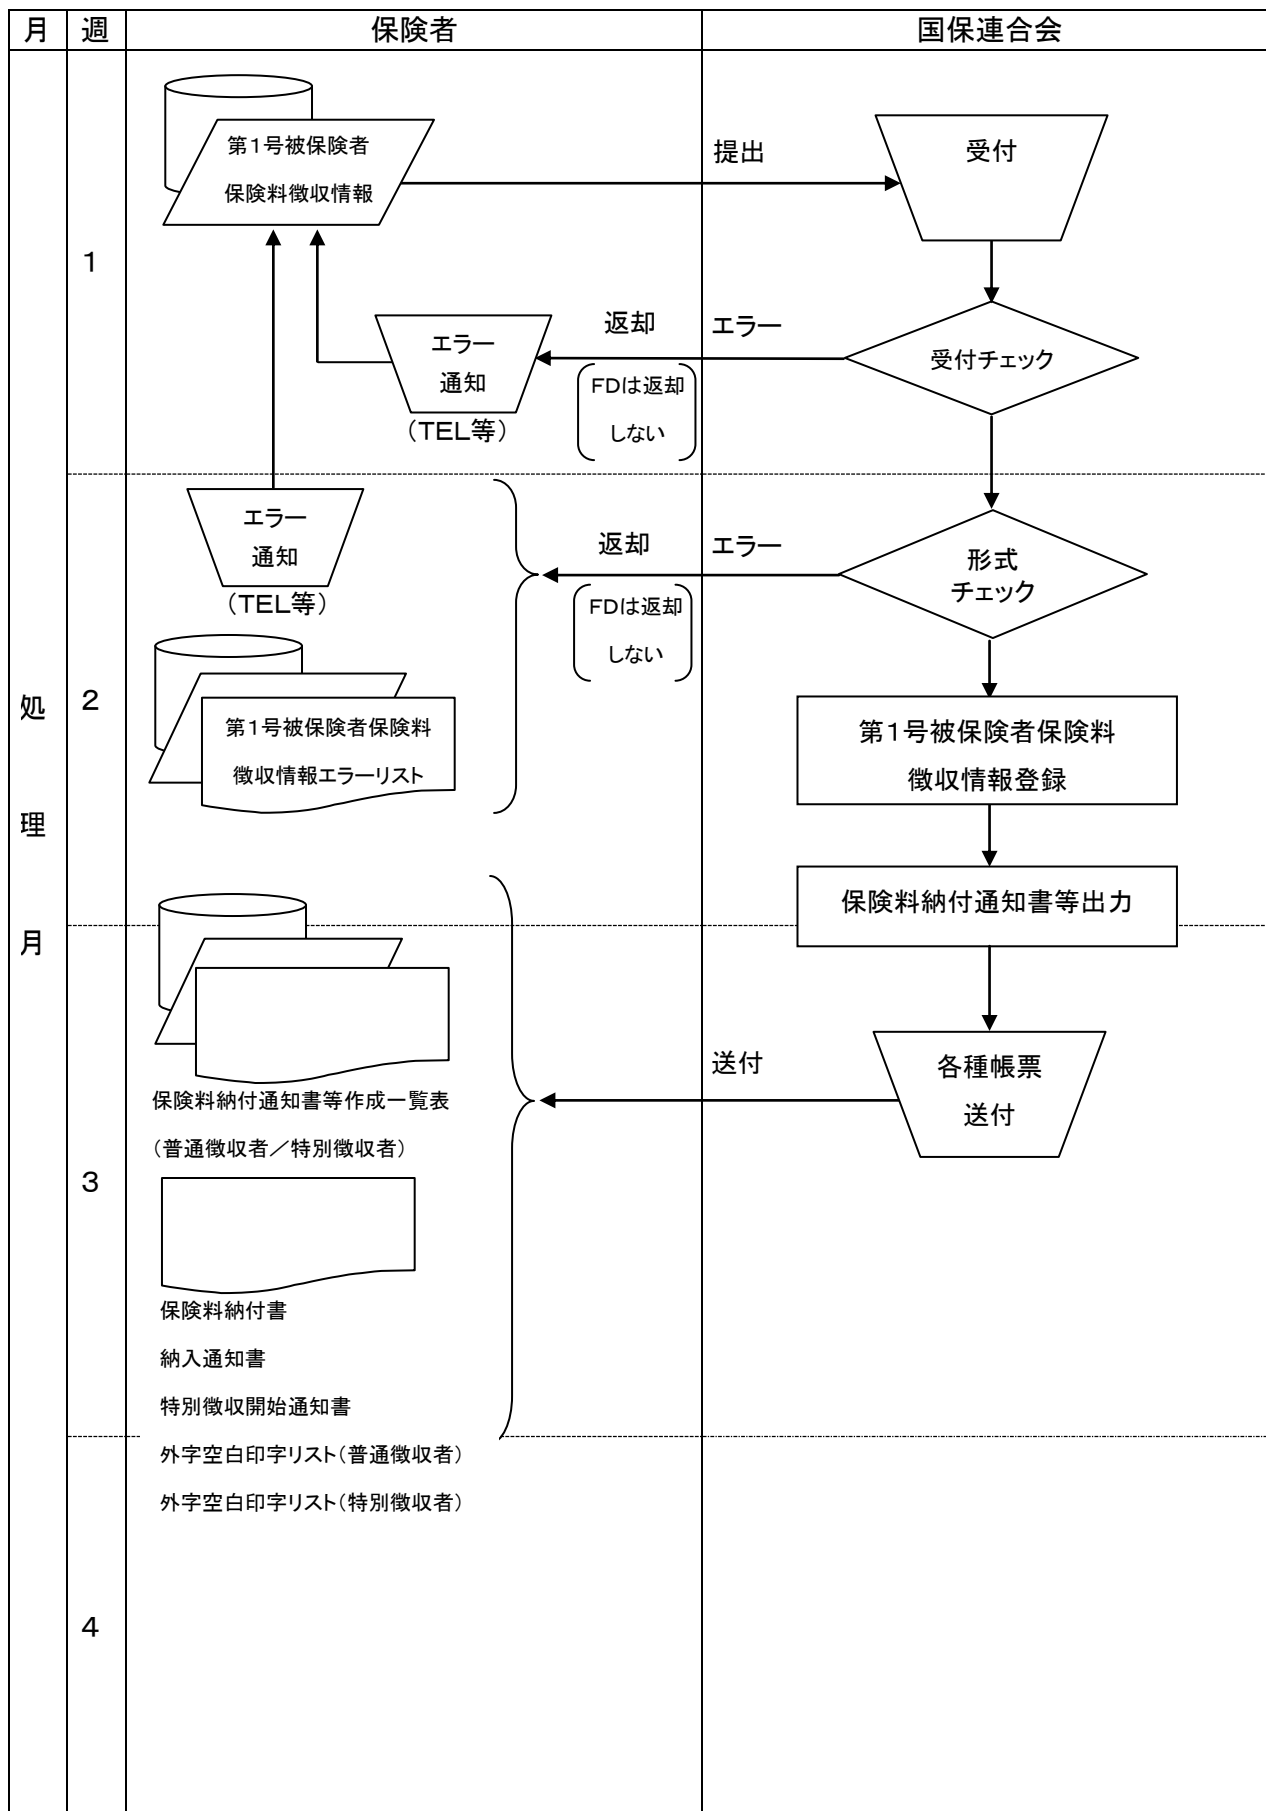 月
週
保険者
国保連合会
処
理
月
1
第1号被保険者
保険料徴収情報
提出
受付
受付チェック
エラー
返却
FDは返却
しない
エラー
通知
(TEL等)
2
形式
チェック
エラー
返却
FDは返却
しない
エラー
通知
(TEL等)
第1号被保険者保険料
徴収情報エラーリスト
第1号被保険者保険料
徴収情報登録
保険料納付通知書等出力
3
各種帳票
送付
送付
保険料納付通知書等作成一覧表
(普通徴収者/特別徴収者)
保険料納付書
納入通知書
特別徴収開始通知書
外字空白印字リスト(普通徴収者)
外字空白印字リスト(特別徴収者)
4